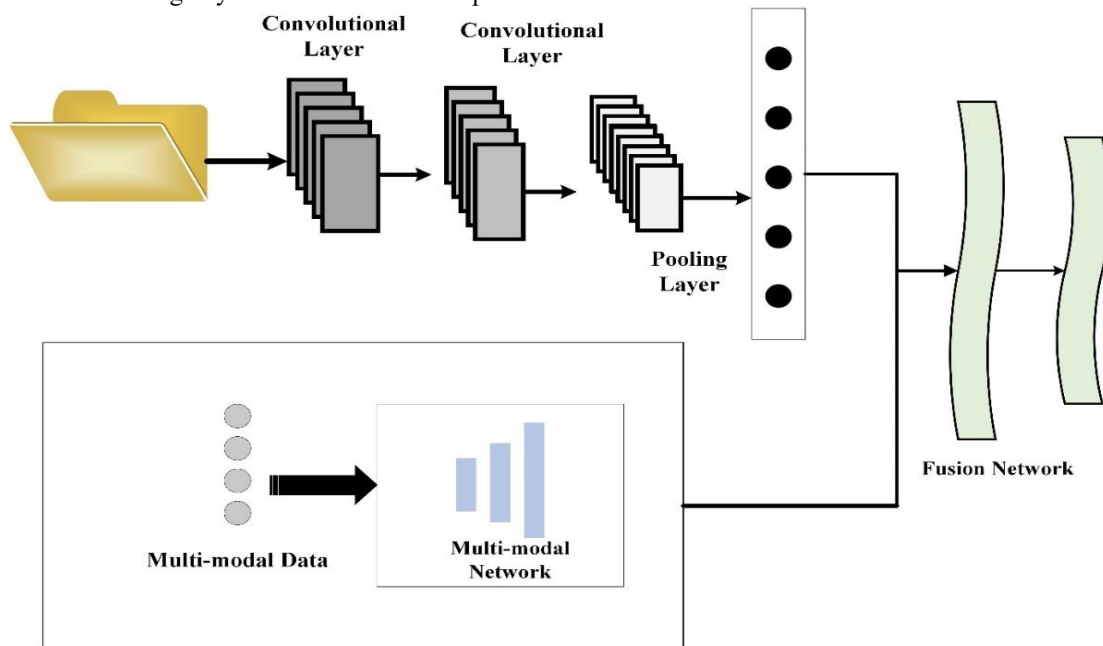 Convolutional
Layer
Convolutional
Layer
Pooling
Layer
Fusion Network
Multi-modal Data
Multi-modal
Network